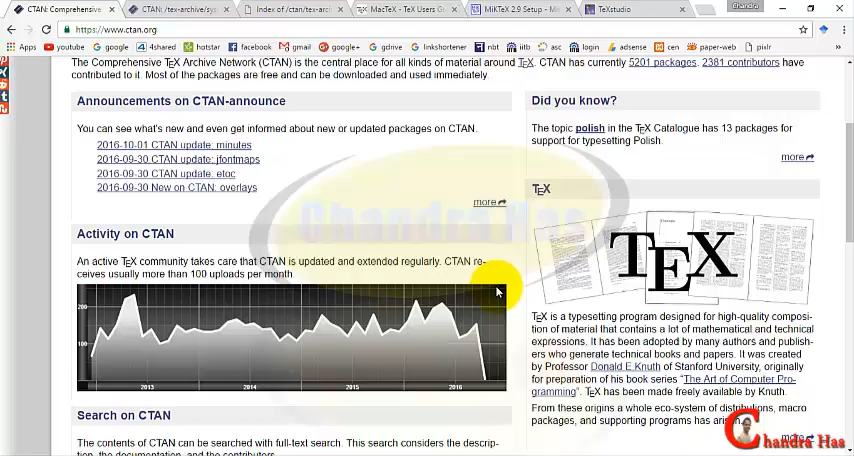 CTAN: Comprehensive
CTAN: /tex-archive/sys
Index of /ctan/tex-arc
MacTeX - TeX Users G
MiKTeX 2.9 Setup - Mi
TeXstudio
Chandra
https://www.ctan.org
Apps
4shared
hotstar
facebook
gmail
google+
gdrive
linkshortener
nbt
iitb
asc
adsense
cen
paper-web
pixlr
Other bookmarks
The Comprehensive TEX Archive Network (CTAN) is the central place for all kinds of material around TEX. CTAN has currently 5201 packages. 2381 contributors have
contributed to it. Most of the packages are free and can be downloaded and used immediately.
Announcements on CTAN-announce
You can see what's new and even get informed about new or updated packages on CTAN.
2016-10-01 CTAN update: minutes
2016-09-30 CTAN update: jfontmaps
2016-09-30 CTAN update: etoc
2016-09-30 New on CTAN: overlays
more
Activity on CTAN
An active TEX community takes care that CTAN is updated and extended regularly. CTAN re-
ceives usually more than 100 uploads per month
200
100
2013
2014
2015
2016
Search on CTAN
The contents of CTAN can be searched with full-text search. This search considers the descrip-
tion, the documentation, and the contributors.
Did you know?
The topic polish in the TEX Catalogue has 13 packages for
support for typesetting Polish.
more
TEX
TEX
TEX is a typesetting program designed for high-quality composi-
tion of material that contains a lot of mathematical and technical
expressions. It has been adopted by many authors and publish-
ers who generate technical books and papers. It was created
by Professor Donald E.Knuth of Stanford University, originally
for preparation of his book series "The Art of Computer Pro-
gramming". TEX has been made freely available by Knuth.
From these origins a whole eco-system of distributions, macro
packages, and supporting programs has arisen.
more
Chandra Has
Chandra Has